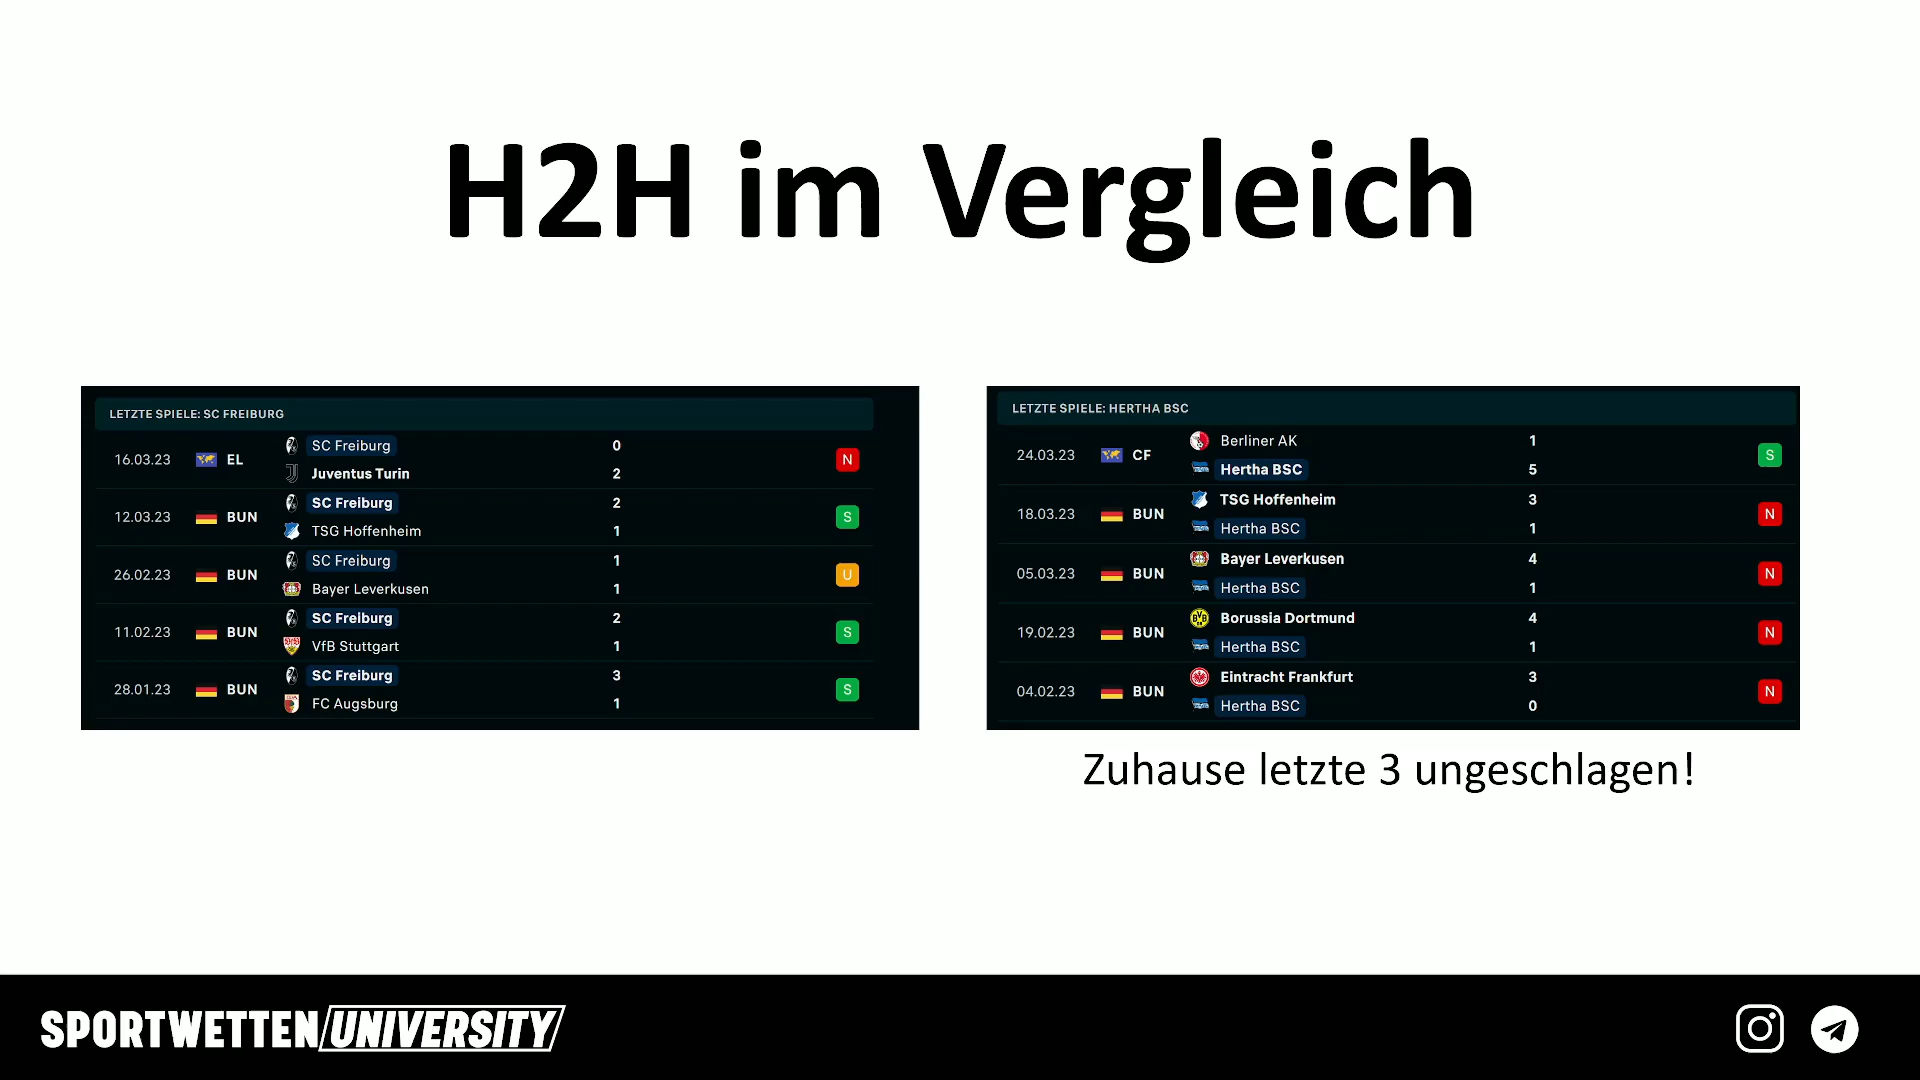 H2H im Vergleich
LETZTE SPIELE: SC FREIBURG
16.03.23 EL SC Freiburg 0 N
Juventus Turin 2
12.03.23 BUN SC Freiburg 2 S
TSG Hoffenheim 1
26.02.23 BUN SC Freiburg 1 U
Bayer Leverkusen 1
11.02.23 BUN SC Freiburg 2 S
VfB Stuttgart 1
28.01.23 BUN SC Freiburg 3 S
FC Augsburg 1
LETZTE SPIELE: HERTHA BSC
24.03.23 CF Berliner AK 1 S
Hertha BSC 5
18.03.23 BUN TSG Hoffenheim 3 N
Hertha BSC 1
05.03.23 BUN Bayer Leverkusen 4 N
Hertha BSC 1
19.02.23 BUN Borussia Dortmund 4 N
Hertha BSC 1
04.02.23 BUN Eintracht Frankfurt 3 N
Hertha BSC 0
Zuhause letzte 3 ungeschlagen!
SPORTWETTEN UNIVERSITY